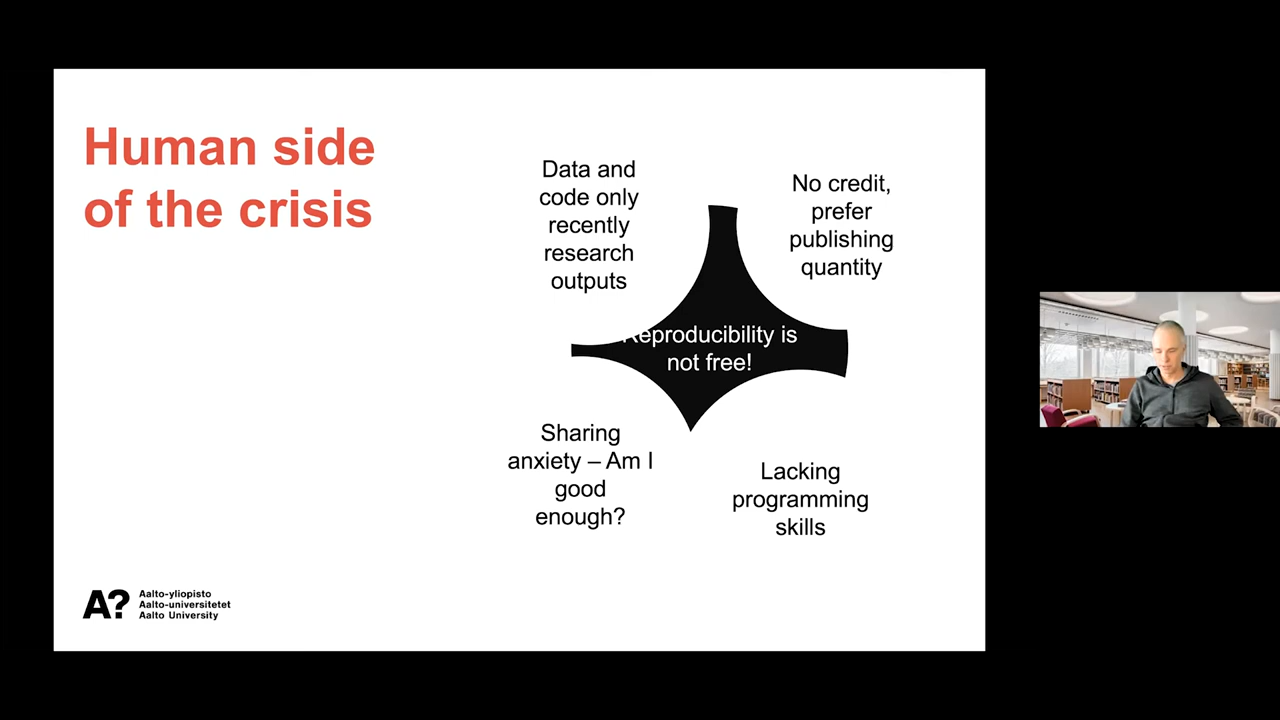 Human side
of the crisis
Data and
code only
recently
research
outputs
No credit,
prefer
publishing
quantity
Reproducibility is
not free!
Sharing
anxiety – Am I
good
enough?
Lacking
programming
skills
A?
Aalto-yliopisto
Aalto-universitetet
Aalto University